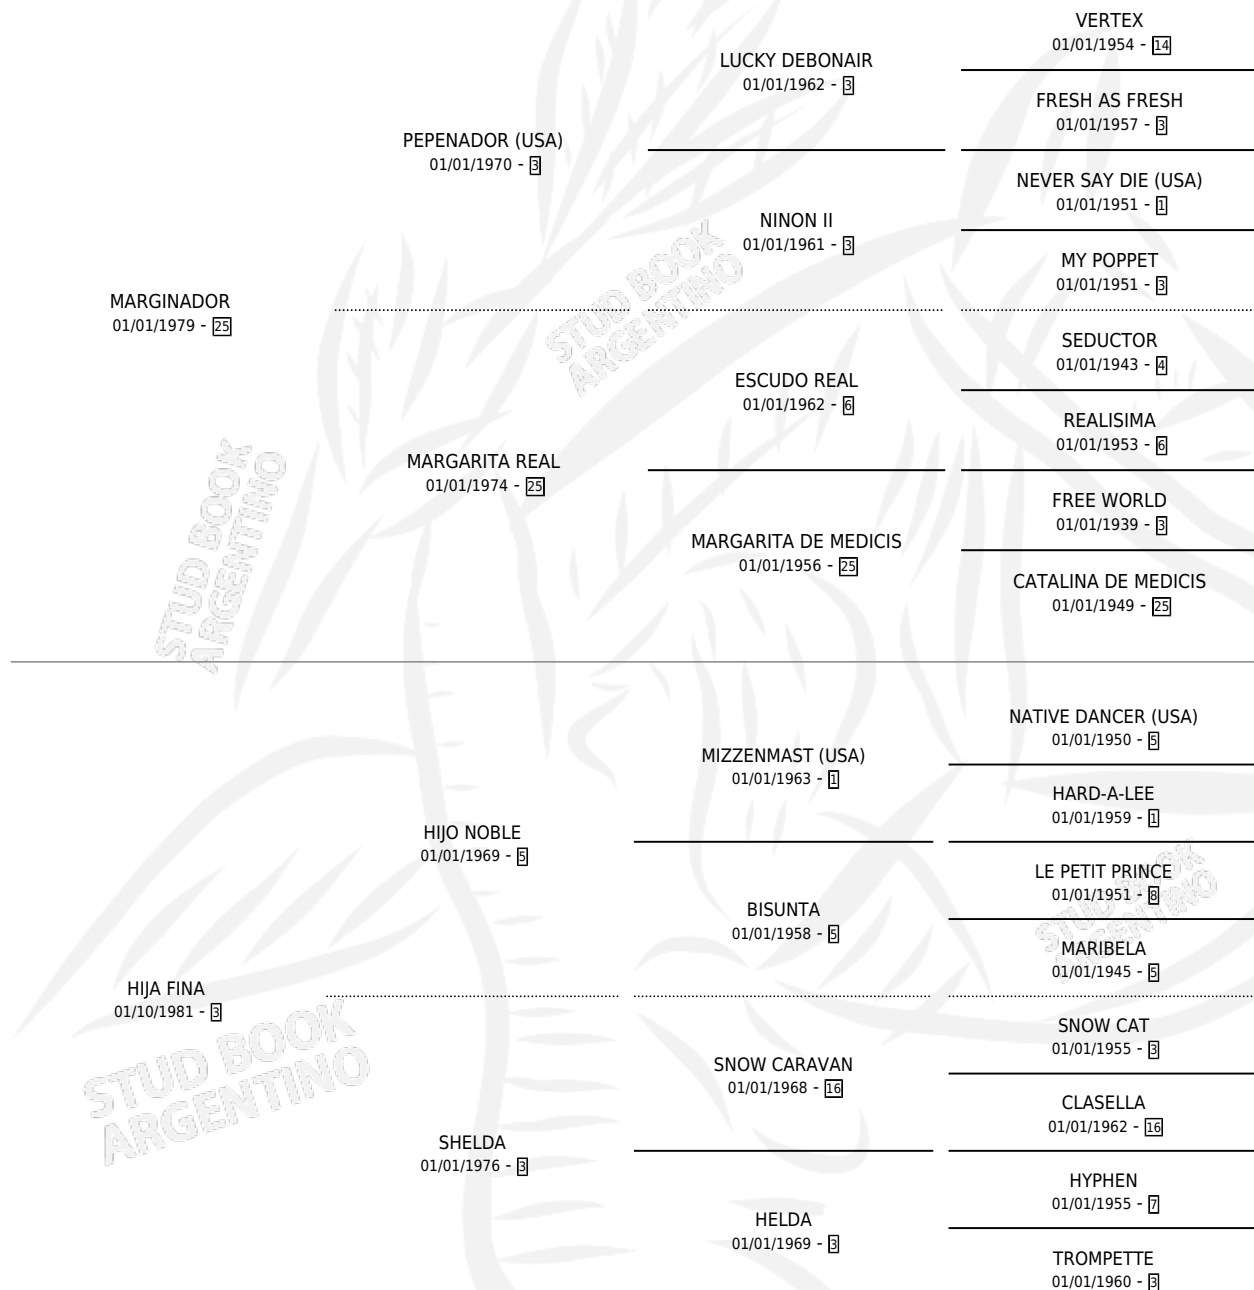 VERTEX
01/01/1954 - 14
LUCKY DEBONAIR
01/01/1962 - 3
FRESH AS FRESH
01/01/1957 - 3
PEPENADOR (USA)
01/01/1970 - 3
NEVER SAY DIE (USA)
01/01/1951 - 1
NINON II
01/01/1961 - 3
MY POPPET
01/01/1951 - 3
MARGINADOR
01/01/1979 - 25
SEDUCTOR
01/01/1943 - 4
ESCUDO REAL
01/01/1962 - 6
REALISIMA
01/01/1953 - 6
MARGARITA REAL
01/01/1974 - 25
FREE WORLD
01/01/1939 - 3
MARGARITA DE MEDICIS
01/01/1956 - 25
CATALINA DE MEDICIS
01/01/1949 - 25
STUD BOOK
ARGENTINO
STUD BOOK
ARGENTINO
NATIVE DANCER (USA)
01/01/1950 - 5
MIZZENMAST (USA)
01/01/1963 - 1
HARD-A-LEE
01/01/1959 - 1
HIJO NOBLE
01/01/1969 - 5
LE PETIT PRINCE
01/01/1951 - 8
BISUNTA
01/01/1958 - 5
MARIBELA
01/01/1945 - 5
HIJA FINA
01/10/1981 - 3
SNOW CAT
01/01/1955 - 3
SNOW CARAVAN
01/01/1968 - 16
CLASELLA
01/01/1962 - 16
SHELDA
01/01/1976 - 3
HYPHEN
01/01/1955 - 7
HELDA
01/01/1969 - 3
TROMPETTE
01/01/1960 - 3
STUD BOOK
ARGENTINO
STUD BOOK
ARGENTINO